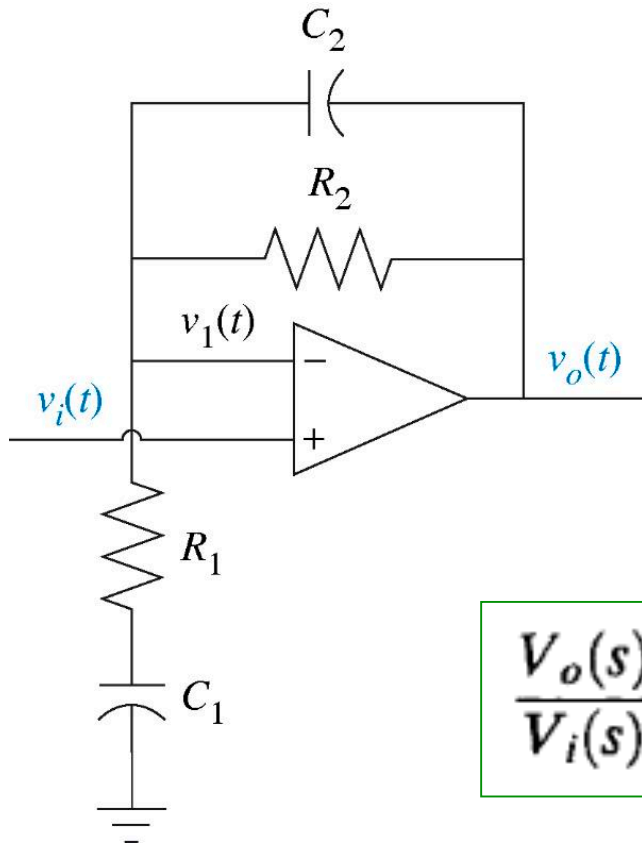 C₂
R₂
v₁(t)
−
vₒ(t)
vᵢ(t)
+
R₁
C₁
Vₒ(s)
Vᵢ(s)